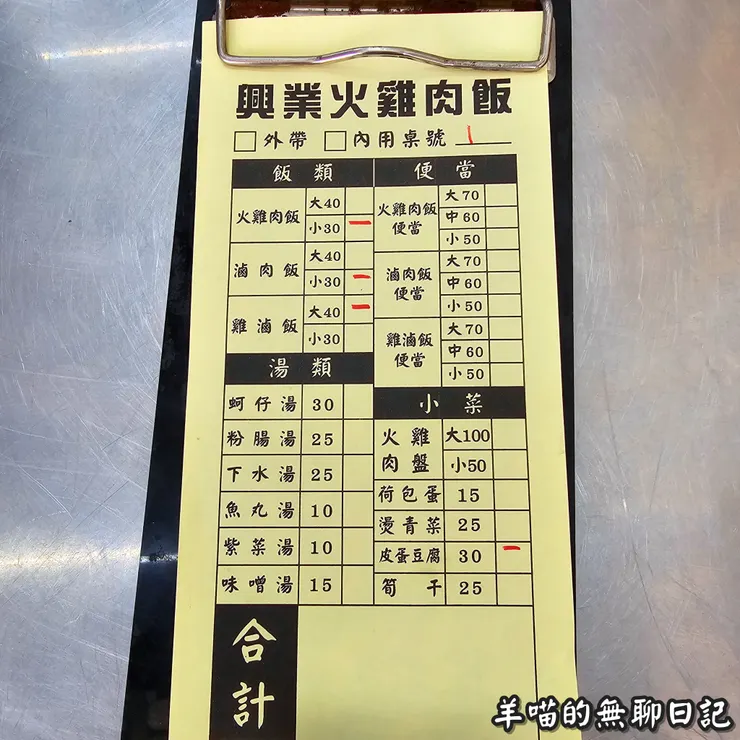 興業火雞肉飯
□外帶 □內用桌號 1
飯類
火雞肉飯 大40
小30 一
滷肉飯 大40
小30 一
雞滷飯 大40 一
小30
湯類
蚵仔湯 30
粉腸湯 25
下水湯 25
魚丸湯 10
紫菜湯 10
味噌湯 15
便當
火雞肉飯便當 大70
中60
小50
滷肉飯便當 大70
中60
小50
雞滷飯便當 大70
中60
小50
小菜
火雞肉盤 大100
小50
荷包蛋 15
燙青菜 25
皮蛋豆腐 30 一
筍干 25
合計
羊喵的無聊日記